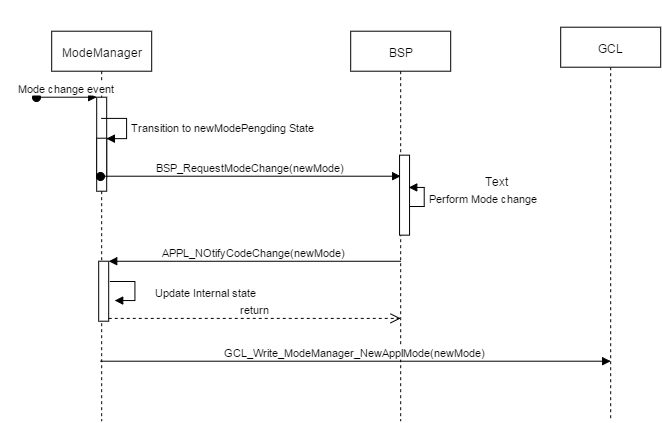 ModeManager
BSP
GCL
Mode change event
Transition to newModePengding State
BSP_RequestModeChange(newMode)
Text
Perform Mode change
APPL_NOtifyCodeChange(newMode)
Update Internal state
return
GCL_Write_ModeManager_NewApplMode(newMode)